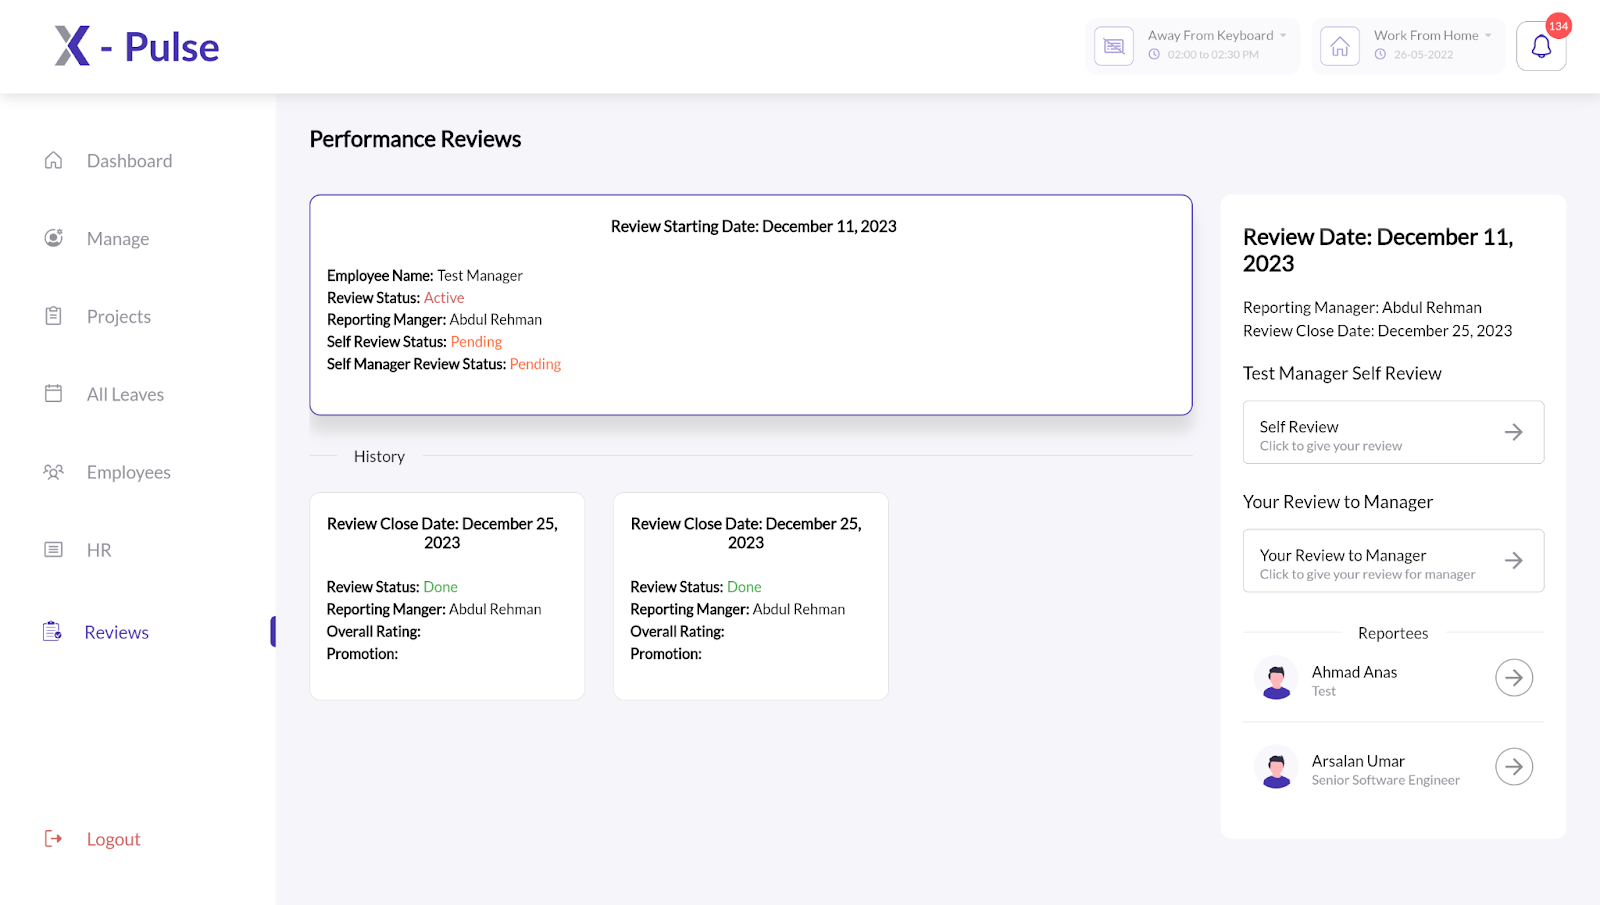 X - Pulse
Away From Keyboard
02:00 to 02:30 PM
Work From Home
26-05-2022
134
Dashboard
Manage
Projects
All Leaves
Employees
HR
Reviews
Logout
Performance Reviews
Review Starting Date: December 11, 2023
Employee Name: Test Manager
Review Status: Active
Reporting Manger: Abdul Rehman
Self Review Status: Pending
Self Manager Review Status: Pending
History
Review Close Date: December 25,
2023
Review Status: Done
Reporting Manger: Abdul Rehman
Overall Rating:
Promotion:
Review Close Date: December 25,
2023
Review Status: Done
Reporting Manger: Abdul Rehman
Overall Rating:
Promotion:
Review Date: December 11,
2023
Reporting Manager: Abdul Rehman
Review Close Date: December 25, 2023
Test Manager Self Review
Self Review
Click to give your review
Your Review to Manager
Your Review to Manager
Click to give your review for manager
Reportees
Ahmad Anas
Test
Arsalan Umar
Senior Software Engineer